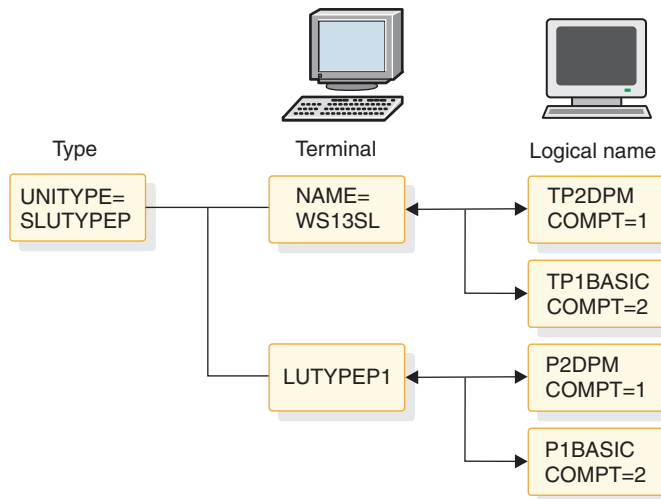 Type
Terminal
Logical name
UNITYPE=
SLUTYPEP
NAME=
WS13SL
TP2DPM
COMPT=1
TP1BASIC
COMPT=2
LUTYPEP1
P2DPM
COMPT=1
P1BASIC
COMPT=2